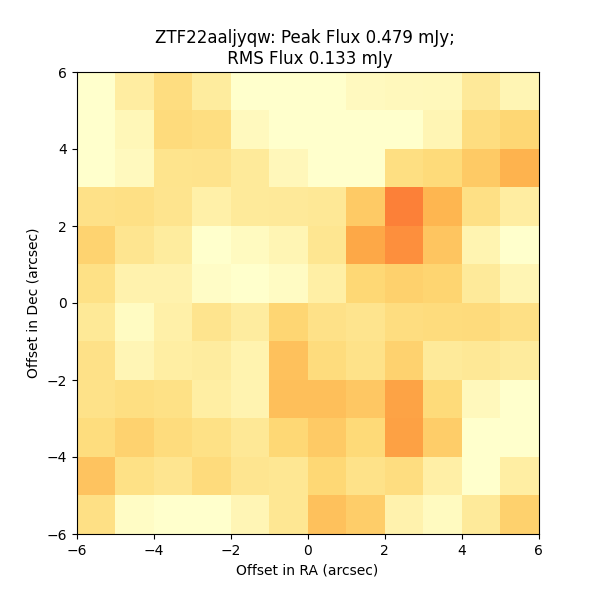 ZTF22aaljyqw: Peak Flux 0.479 mJy;
RMS Flux 0.133 mJy
6
4
2
0
−2
−4
−6
Offset in Dec (arcsec)
−6 −4 −2 0 2 4 6
Offset in RA (arcsec)